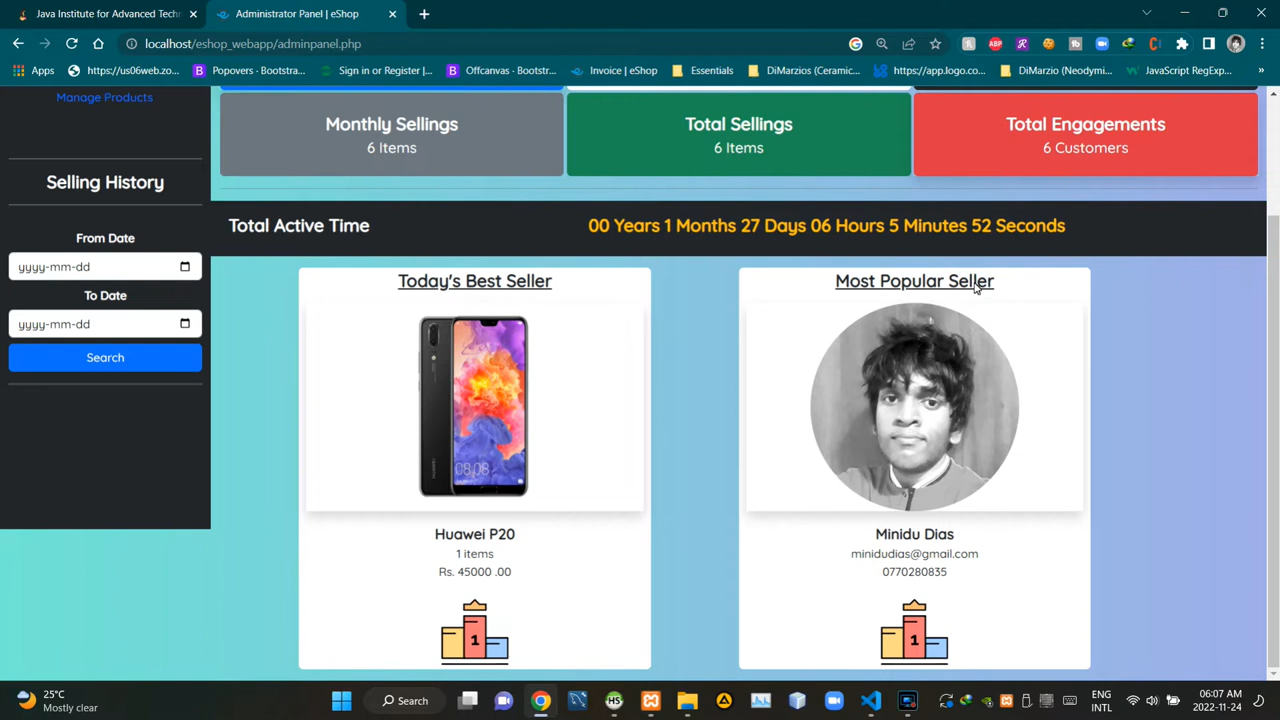 Java Institute for Advanced Techn
Administrator Panel | eShop
localhost/eshop_webapp/adminpanel.php
Apps
https://us06web.zo...
Popovers · Bootstra...
Sign in or Register |...
Offcanvas · Bootstr...
Invoice | eShop
Essentials
DiMarzios (Ceramic...
https://app.logo.co...
DiMarzio (Neodymi...
JavaScript RegExp...
»
Manage Products
Monthly Sellings
6 Items
Total Sellings
6 Items
Total Engagements
6 Customers
Selling History
Total Active Time
00 Years 1 Months 27 Days 06 Hours 5 Minutes 52 Seconds
From Date
yyyy-mm-dd
To Date
yyyy-mm-dd
Search
Today's Best Seller
08:08
HUAWEI
Huawei P20
1 items
Rs. 45000 .00
1
Most Popular Seller
Minidu Dias
minidudias@gmail.com
0770280835
1
25°C
Mostly clear
Search
ENG
INTL
06:07 AM
2022-11-24